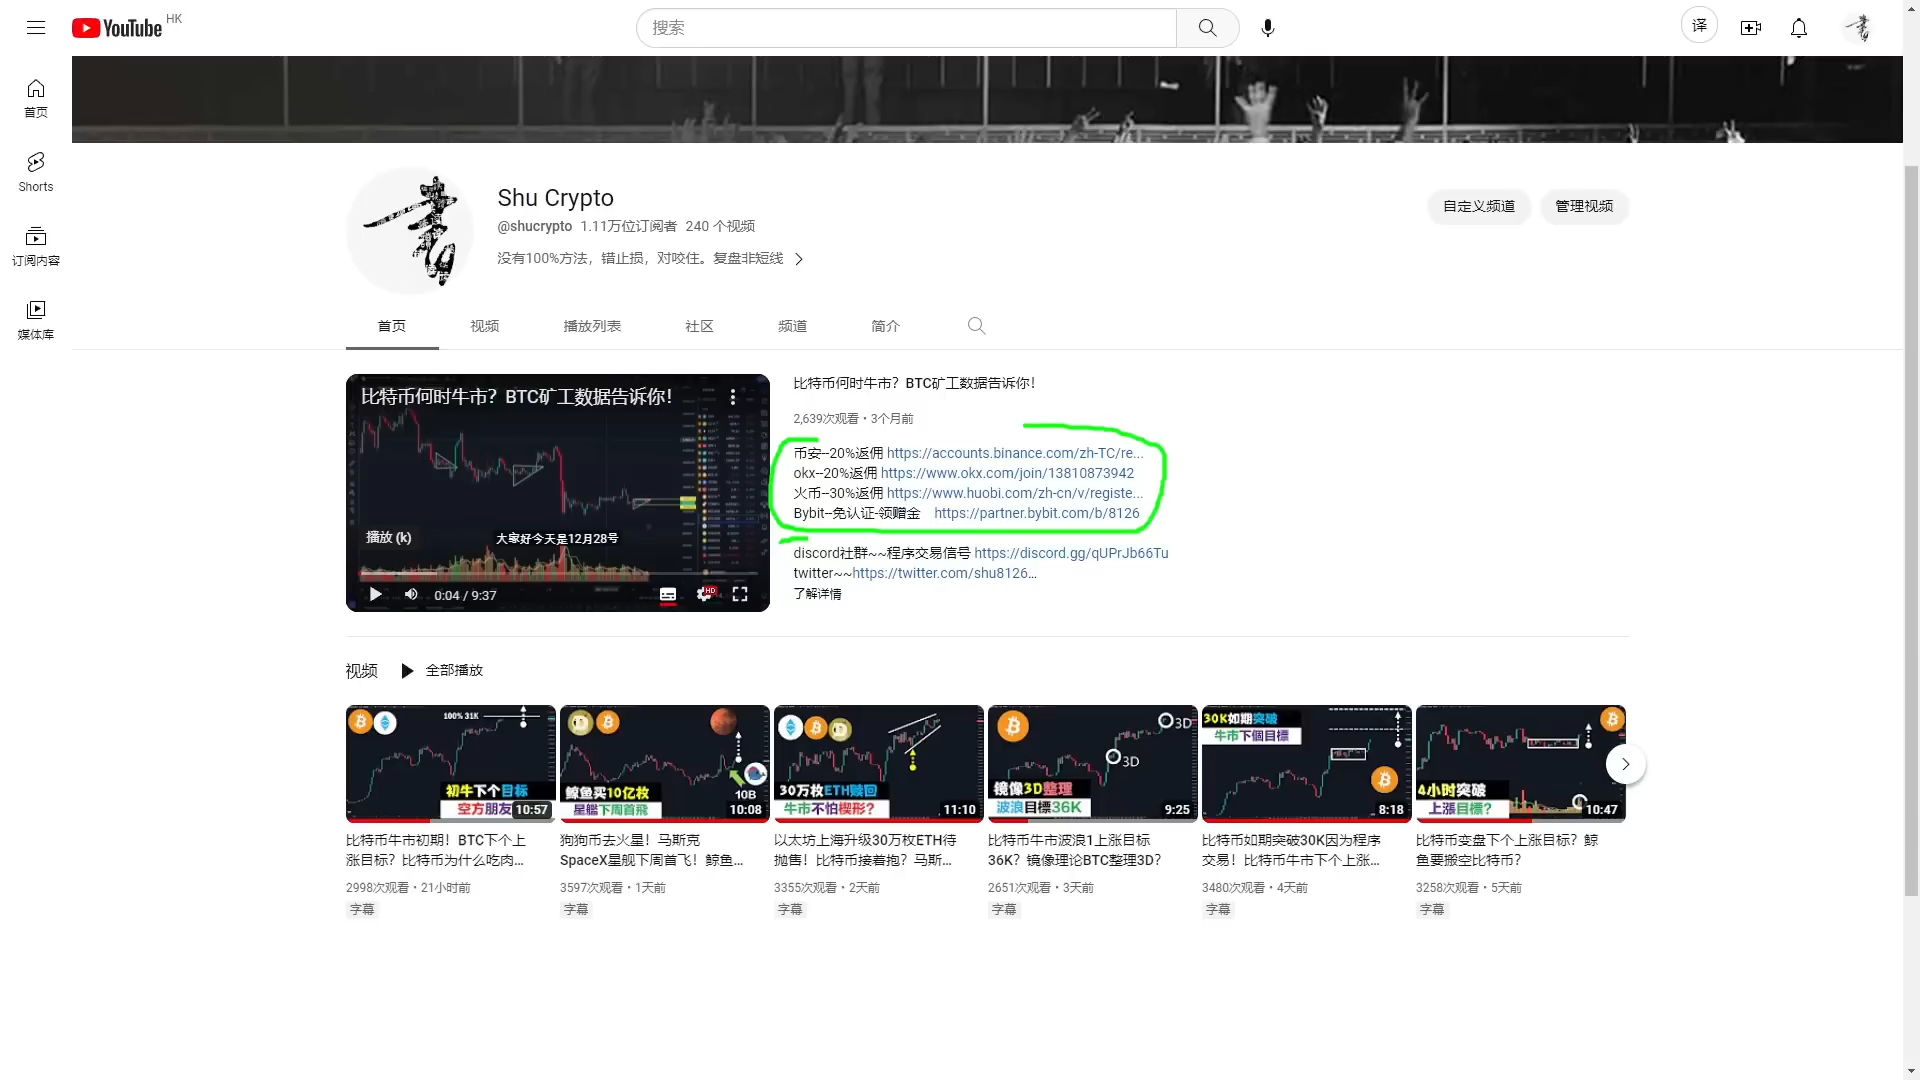 YouTube HK
搜索
译
首页
Shorts
订阅内容
媒体库
Shu Crypto
@shucrypto 1.11万位订阅者 240 个视频
没有100%方法，错止损，对咬住。复盘非短线
自定义频道 管理视频
首页 视频 播放列表 社区 频道 简介
比特币何时牛市？BTC矿工数据告诉你！
播放 (k)
大家好今天是12月28号
0:04 / 9:37
HD
比特币何时牛市？BTC矿工数据告诉你！
2,639次观看・3个月前
币安--20%返佣 https://accounts.binance.com/zh-TC/re...
okx--20%返佣 https://www.okx.com/join/13810873942
火币--30%返佣 https://www.huobi.com/zh-cn/v/registe...
Bybit--免认证-领赠金 https://partner.bybit.com/b/8126
discord社群~~程序交易信号 https://discord.gg/qUPrJb66Tu
twitter~~https://twitter.com/shu8126...
了解详情
视频 全部播放
100% 31K
初牛下个目标
空方朋友
10:57
比特币牛市初期！BTC下个上
涨目标？比特币为什么吃肉...
2998次观看・21小时前
字幕
10B
鲸鱼买10亿枚
星艦下周首飛
10:08
狗狗币去火星！马斯克
SpaceX星舰下周首飞！鲸鱼...
3597次观看・1天前
字幕
30万枚ETH赎回
牛市不怕楔形？
11:10
以太坊上海升级30万枚ETH待
抛售！比特币接着抱？马斯...
3355次观看・2天前
字幕
3D
3D
镜像3D整理
波浪目標36K
9:25
比特币牛市波浪1上涨目标
36K？镜像理论BTC整理3D？
2651次观看・3天前
字幕
30K如期突破
牛市下個目標
8:18
比特币如期突破30K因为程序
交易！比特币牛市下个上涨...
3480次观看・4天前
字幕
4小时突破
上漲目標？
10:47
比特币变盘下个上涨目标？鲸
鱼要搬空比特币？
3258次观看・5天前
字幕